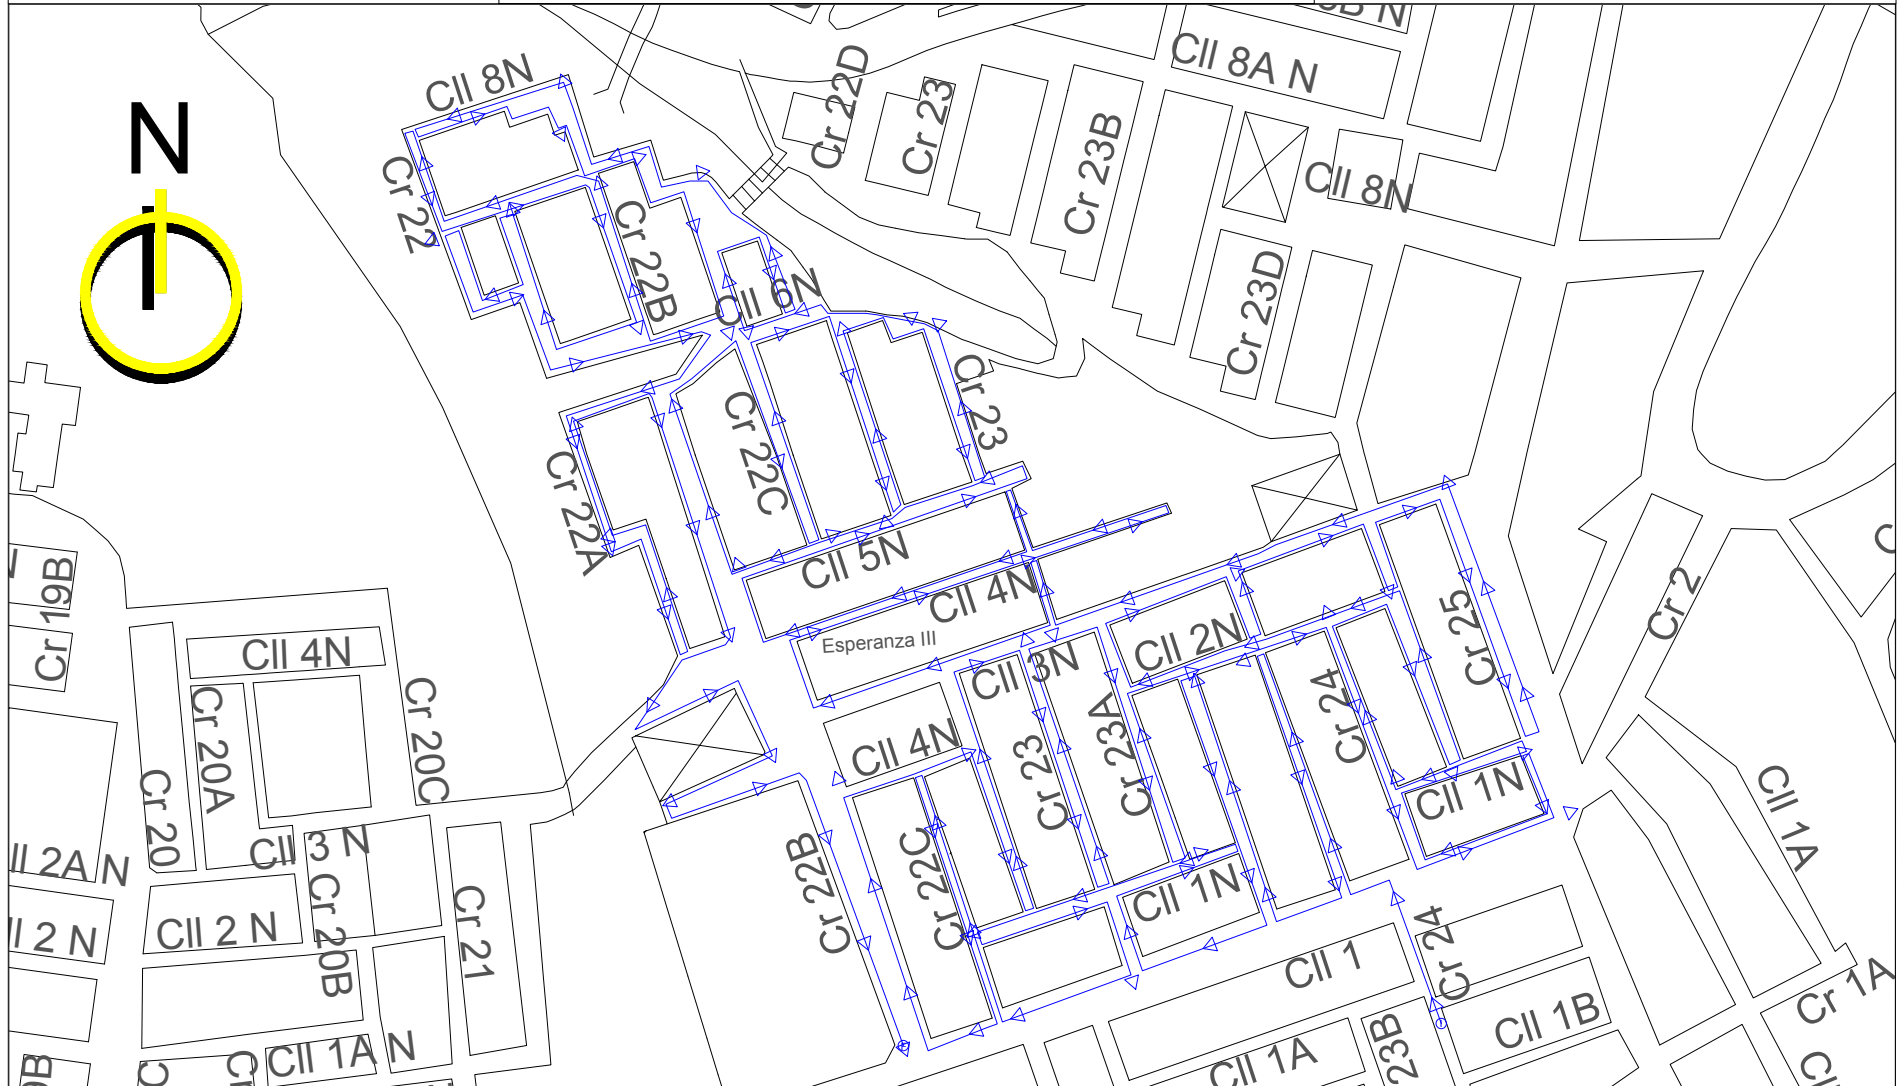 Cll 8N
Cr 22D
Cr 23
Cll 8A N
N
Cr 23B
Cll 8N
Cr 22
Cr 22B
Cll 6N
Cr 23D
Cr 23
Cr 22C
Cr 22A
Cll 5N
Cll 4N
Esperanza III
Cr 19B
Cr 2
Cr 25
Cll 2N
Cll 3N
Cll 4N
Cr 20A
Cr 20C
Cr 24
Cr 23A
Cll 4N
Cr 23
Cr 20
Cll 1N
Cll 1A
Cll 3 N
ll 2A N
Cr 22B
Cr 22C
Cll 1N
Cr 20B
Cr 21
Cll 2 N
ll 2 N
Cr 24
Cll 1
Cr 1A
Cll 1B
23B
Cll 1A N
Cll 1A